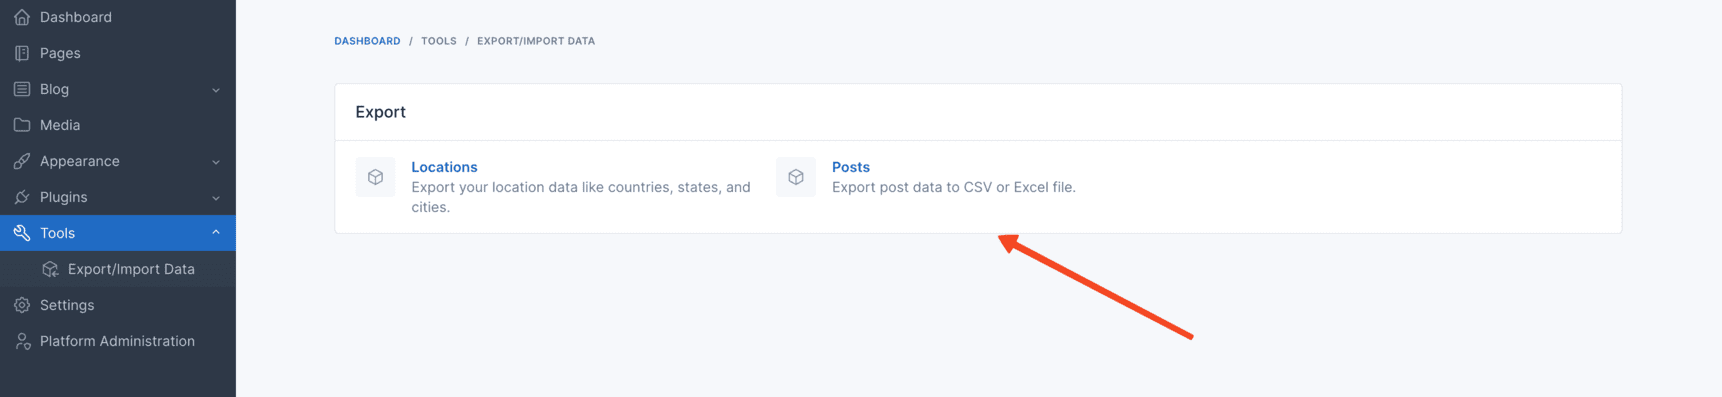 Dashboard
Pages
Blog
Media
Appearance
Plugins
Tools
Export/Import Data
Settings
Platform Administration
DASHBOARD / TOOLS / EXPORT/IMPORT DATA
Export
Locations
Export your location data like countries, states, and
cities.
Posts
Export post data to CSV or Excel file.